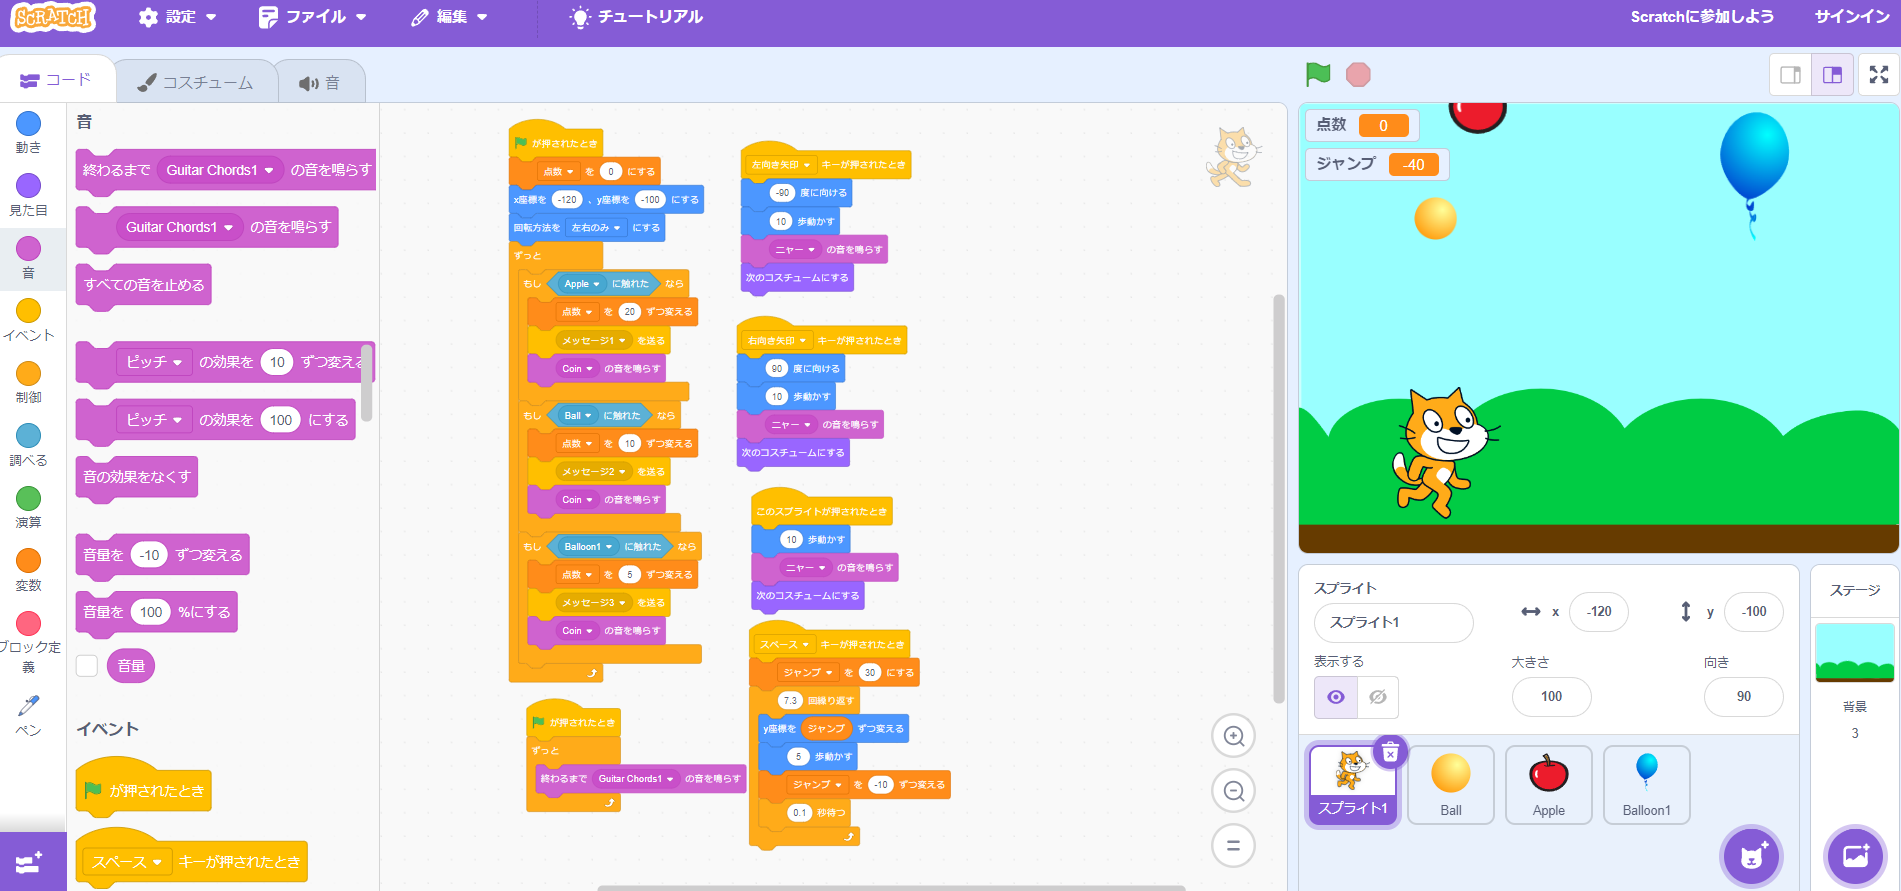 SCRATCH
設定
ファイル
編集
チュートリアル
Scratchに参加しよう
サインイン
コード
コスチューム
音
動き
見た目
音
イベント
制御
調べる
演算
変数
ブロック定
義
ペン
音
終わるまで Guitar Chords1 の音を鳴らす
Guitar Chords1 の音を鳴らす
すべての音を止める
ピッチ の効果を 10 ずつ変える
ピッチ の効果を 100 にする
音の効果をなくす
音量を -10 ずつ変える
音量を 100 %にする
音量
イベント
が押されたとき
スペース キーが押されたとき
が押されたとき
点数 を 0 にする
x座標を -120 、y座標を -100 にする
回転方法を 左右のみ にする
ずっと
もし Apple に触れた なら
点数 を 20 ずつ変える
メッセージ1 を送る
Coin の音を鳴らす
もし Ball に触れた なら
点数 を 10 ずつ変える
メッセージ2 を送る
Coin の音を鳴らす
もし Balloon1 に触れた なら
点数 を 5 ずつ変える
メッセージ3 を送る
Coin の音を鳴らす
が押されたとき
ずっと
終わるまで Guitar Chords1 の音を鳴らす
左向き矢印 キーが押されたとき
-90 度に向ける
10 歩動かす
ニャー の音を鳴らす
次のコスチュームにする
右向き矢印 キーが押されたとき
90 度に向ける
10 歩動かす
ニャー の音を鳴らす
次のコスチュームにする
このスプライトが押されたとき
10 歩動かす
ニャー の音を鳴らす
次のコスチュームにする
スペース キーが押されたとき
ジャンプ を 30 にする
7.3 回繰り返す
y座標を ジャンプ ずつ変える
5 歩動かす
ジャンプ を -10 ずつ変える
0.1 秒待つ
点数 0
ジャンプ -40
スプライト
スプライト1
x -120
y -100
表示する
大きさ
100
向き
90
スプライト1
Ball
Apple
Balloon1
ステージ
背景
3